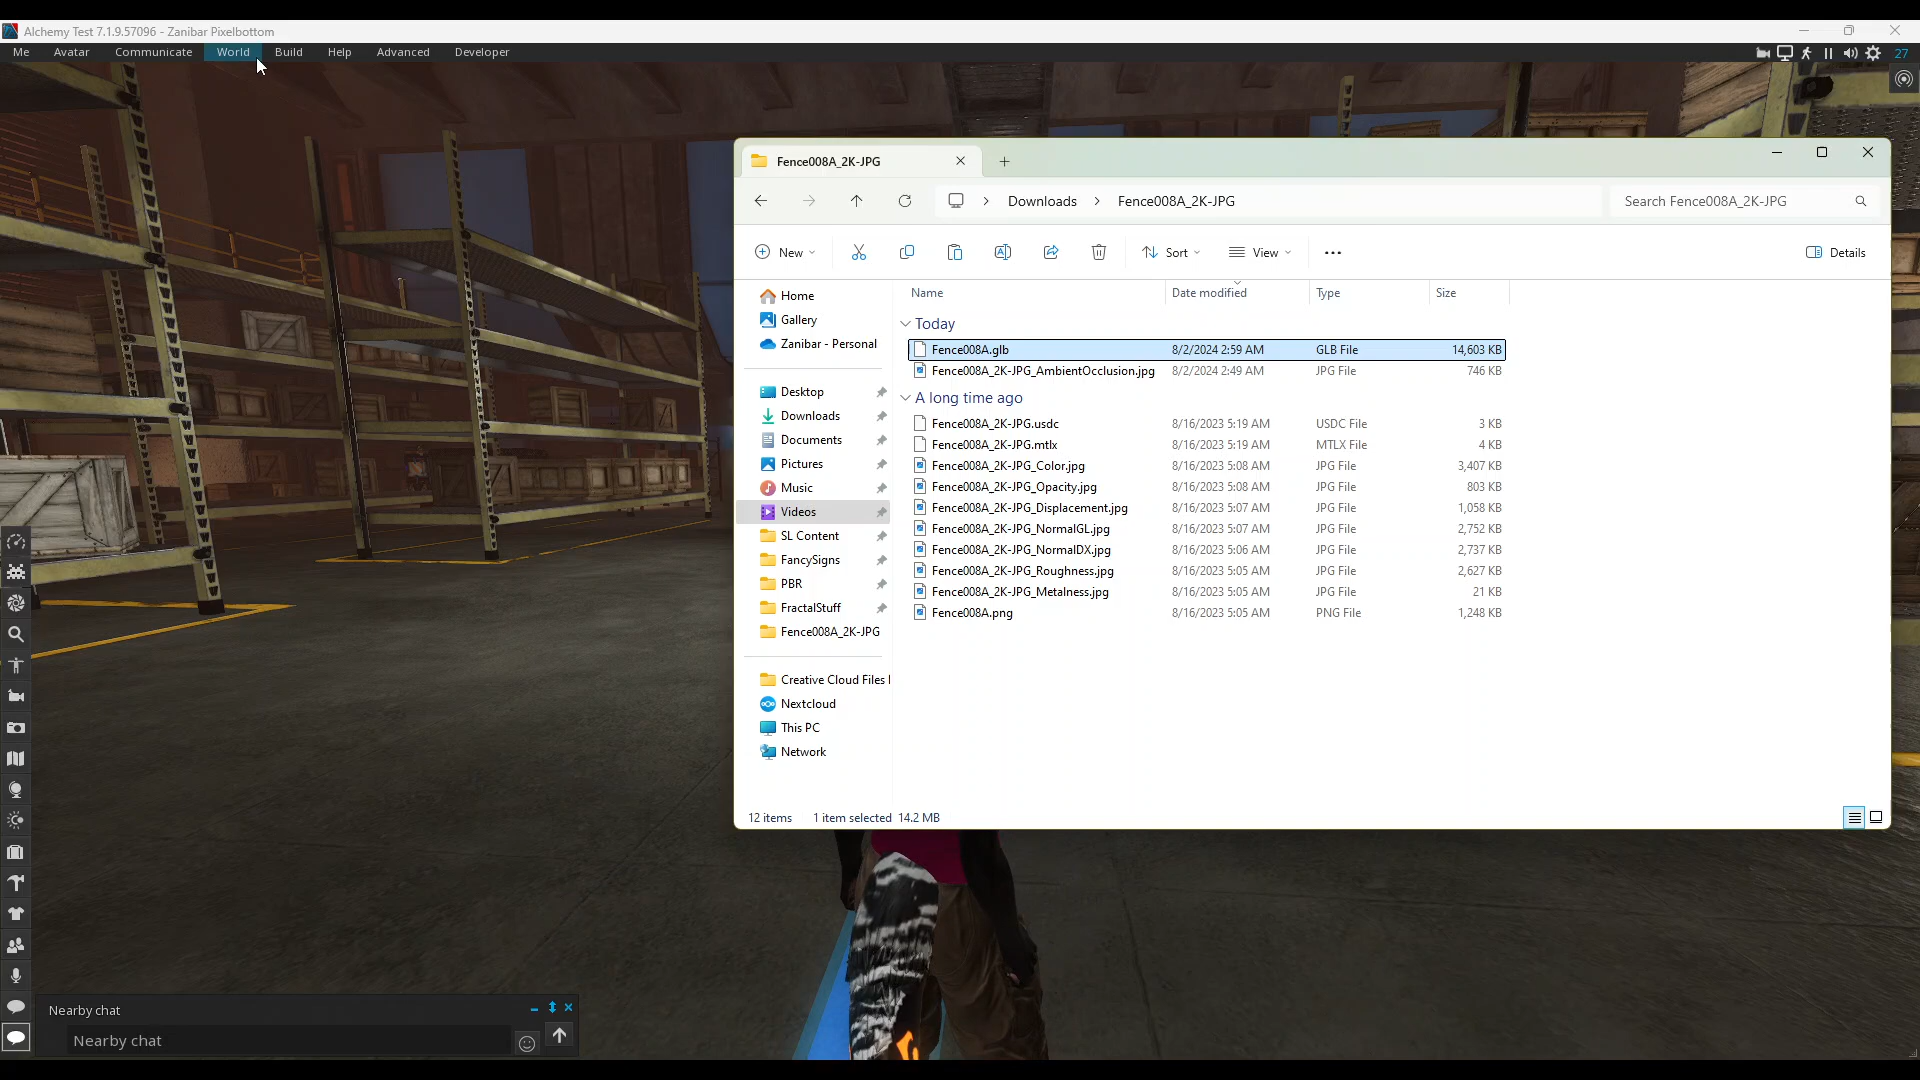 Alchemy Test 7.1.9.57096 - Zanibar Pixelbottom
Me Avatar Communicate World Build Help Advanced Developer
27
Fence008A_2K-JPG
Downloads > Fence008A_2K-JPG
Search Fence008A_2K-JPG
New
Sort
View
Details
Home
Gallery
Zanibar - Personal
Desktop
Downloads
Documents
Pictures
Music
Videos
SL Content
FancySigns
PBR
FractalStuff
Fence008A_2K-JPG
Creative Cloud Files
Nextcloud
This PC
Network
Name Date modified Type Size
Today
Fence008A.glb 8/2/2024 2:59 AM GLB File 14,603 KB
Fence008A_2K-JPG_AmbientOcclusion.jpg 8/2/2024 2:49 AM JPG File 746 KB
A long time ago
Fence008A_2K-JPG.usdc 8/16/2023 5:19 AM USDC File 3 KB
Fence008A_2K-JPG.mtlx 8/16/2023 5:19 AM MTLX File 4 KB
Fence008A_2K-JPG_Color.jpg 8/16/2023 5:08 AM JPG File 3,407 KB
Fence008A_2K-JPG_Opacity.jpg 8/16/2023 5:08 AM JPG File 803 KB
Fence008A_2K-JPG_Displacement.jpg 8/16/2023 5:07 AM JPG File 1,058 KB
Fence008A_2K-JPG_NormalGL.jpg 8/16/2023 5:07 AM JPG File 2,752 KB
Fence008A_2K-JPG_NormalDX.jpg 8/16/2023 5:06 AM JPG File 2,737 KB
Fence008A_2K-JPG_Roughness.jpg 8/16/2023 5:05 AM JPG File 2,627 KB
Fence008A_2K-JPG_Metalness.jpg 8/16/2023 5:05 AM JPG File 21 KB
Fence008A.png 8/16/2023 5:05 AM PNG File 1,248 KB
12 items 1 item selected 14.2 MB
Nearby chat
Nearby chat